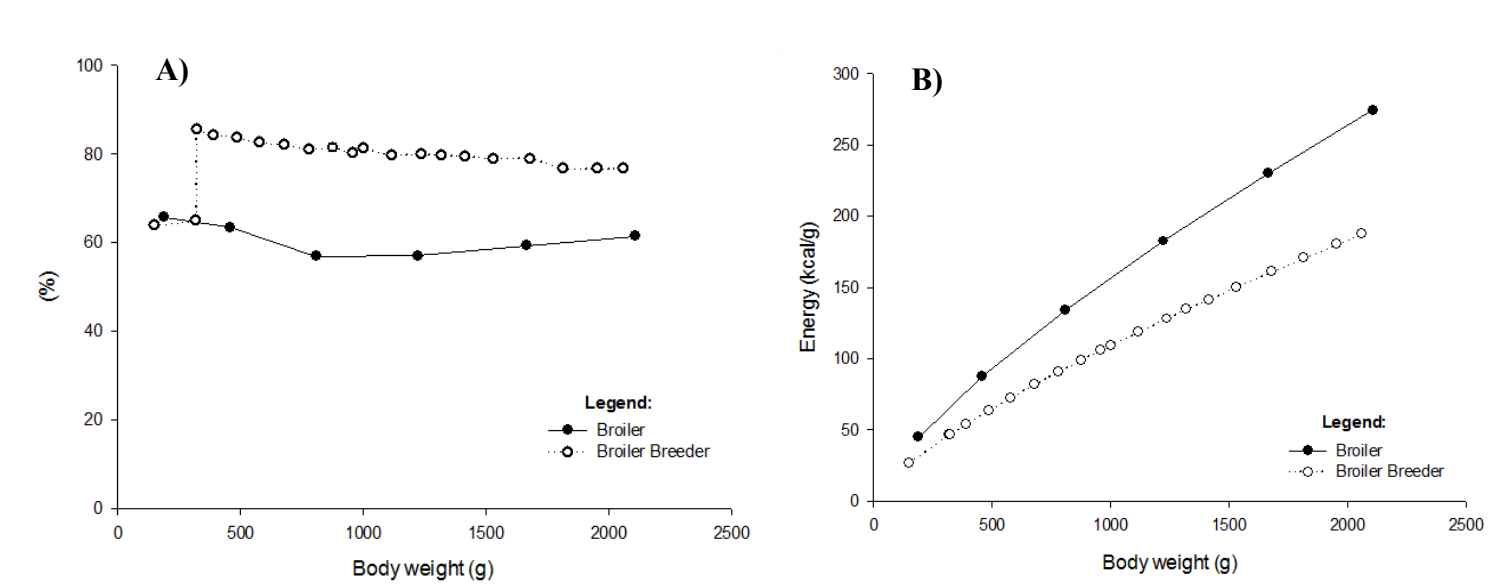 A)
100
80
60
40
20
0
(%)
0 500 1000 1500 2000 2500
Body weight (g)
Legend:
Broiler
Broiler Breeder
B)
300
250
200
150
100
50
0
Energy (kcal/g)
0 500 1000 1500 2000 2500
Body weight (g)
Legend:
Broiler
Broiler Breeder